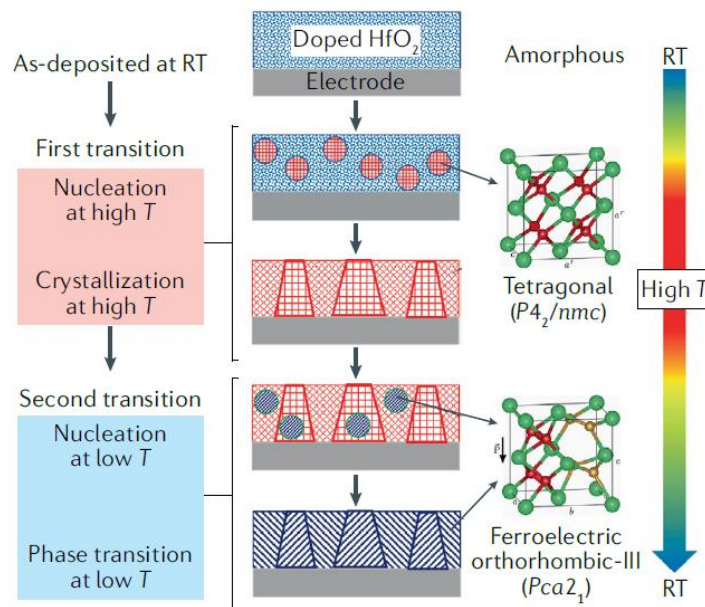 Doped HfO₂
Electrode
As-deposited at RT
Amorphous
RT
First transition
Nucleation
at high T
Crystallization
at high T
Tetragonal
(P4₂/nmc)
High T
Second transition
Nucleation
at low T
Phase transition
at low T
Ferroelectric
orthorhombic-III
(Pca2₁)
RT